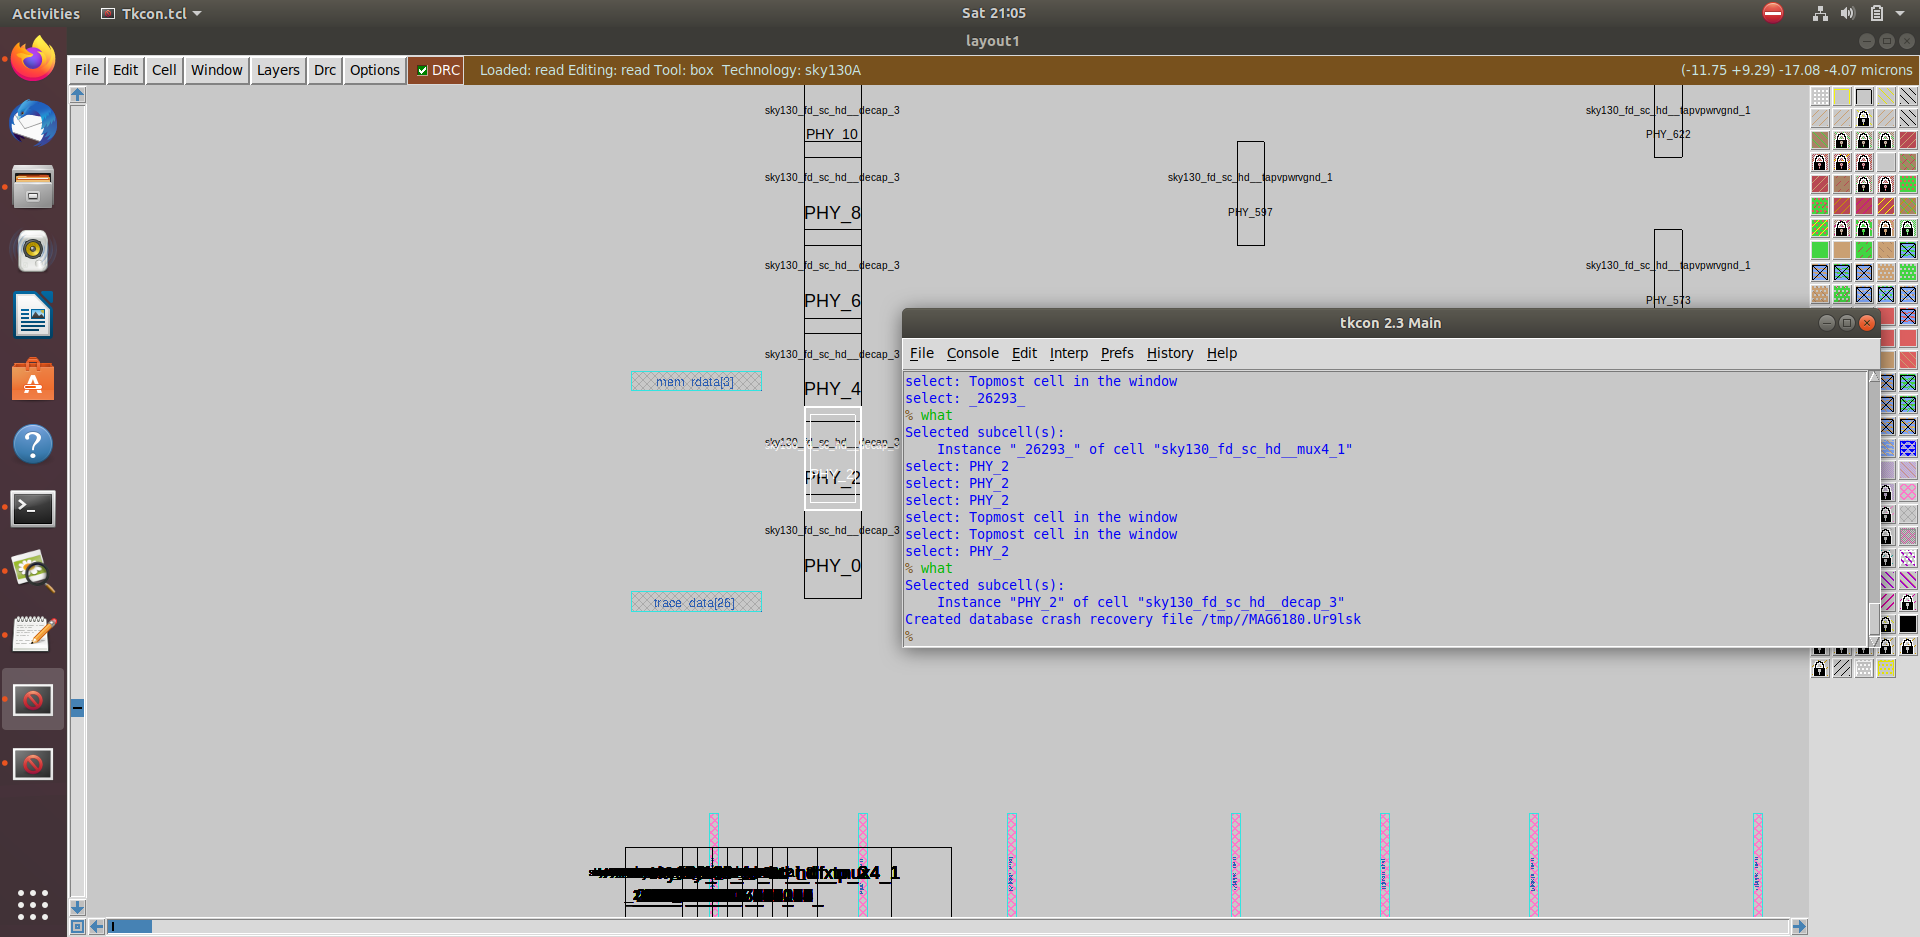 Activities
Tkcon.tcl
Sat 21:05
layout1
File Edit Cell Window Layers Drc Options DRC
Loaded: read Editing: read Tool: box Technology: sky130A
(-11.75 +9.29) -17.08 -4.07 microns
sky130_fd_sc_hd__decap_3
PHY_10
sky130_fd_sc_hd__tapvpwrvgnd_1
PHY_622
sky130_fd_sc_hd__decap_3
PHY_8
sky130_fd_sc_hd__tapvpwrvgnd_1
PHY_597
sky130_fd_sc_hd__decap_3
PHY_6
sky130_fd_sc_hd__tapvpwrvgnd_1
PHY_573
sky130_fd_sc_hd__decap_3
PHY_4
mem_rdata[3]
sky130_fd_sc_hd__decap_3
PHY_2
sky130_fd_sc_hd__decap_3
PHY_0
trace_data[26]
tkcon 2.3 Main
File Console Edit Interp Prefs History Help
select: Topmost cell in the window
select: _26293_
% what
Selected subcell(s):
Instance "_26293_" of cell "sky130_fd_sc_hd__mux4_1"
select: PHY_2
select: PHY_2
select: PHY_2
select: Topmost cell in the window
select: Topmost cell in the window
select: PHY_2
% what
Selected subcell(s):
Instance "PHY_2" of cell "sky130_fd_sc_hd__decap_3"
Created database crash recovery file /tmp//MAG6180.Ur9lsk
%